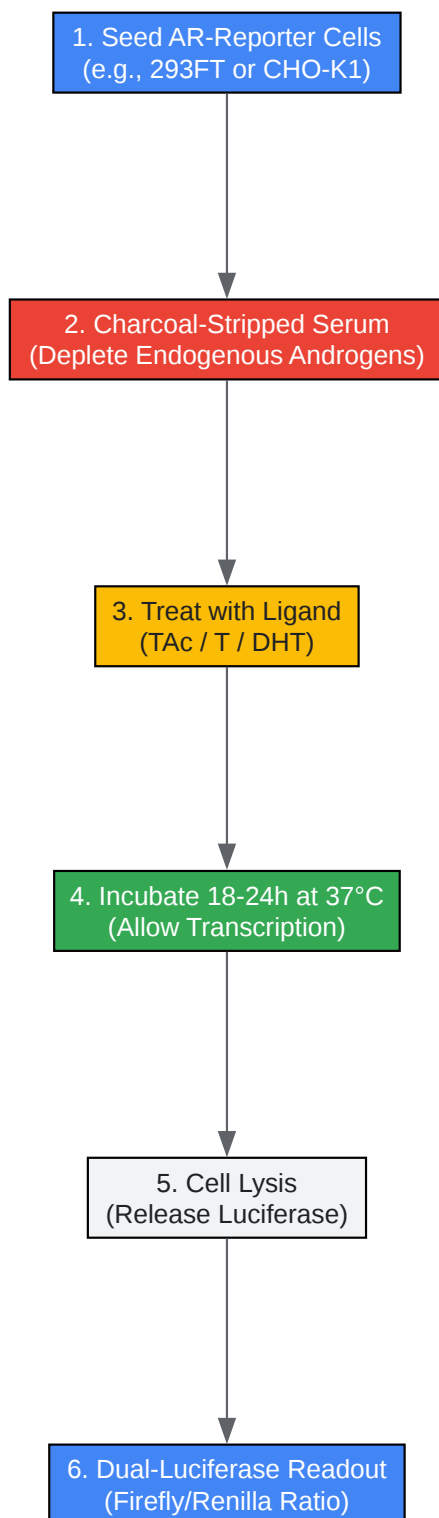 1. Seed AR-Reporter Cells
(e.g., 293FT or CHO-K1)
2. Charcoal-Stripped Serum
(Deplete Endogenous Androgens)
3. Treat with Ligand
(TAc / T / DHT)
4. Incubate 18-24h at 37°C
(Allow Transcription)
5. Cell Lysis
(Release Luciferase)
6. Dual-Luciferase Readout
(Firefly/Renilla Ratio)